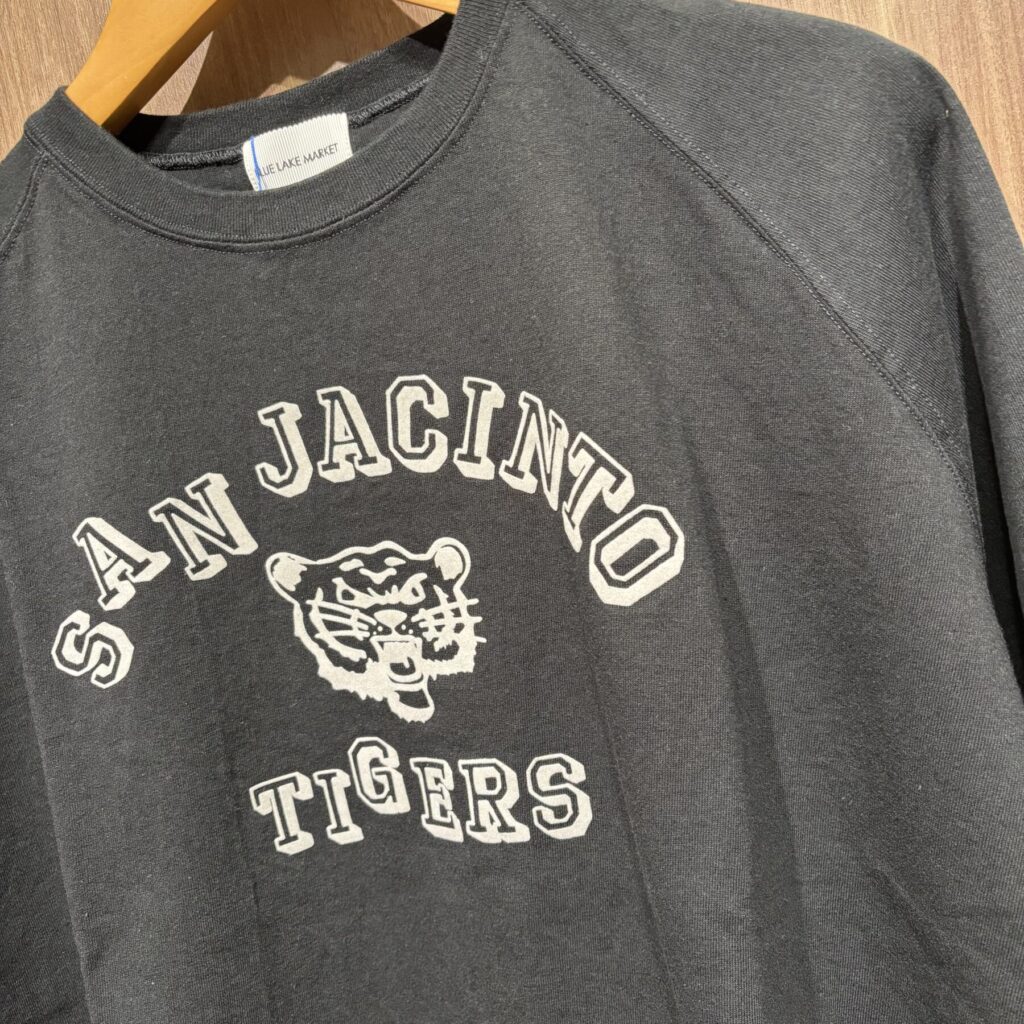 BLUE LAKE MARKET
SAN JACINTO
TIGERS